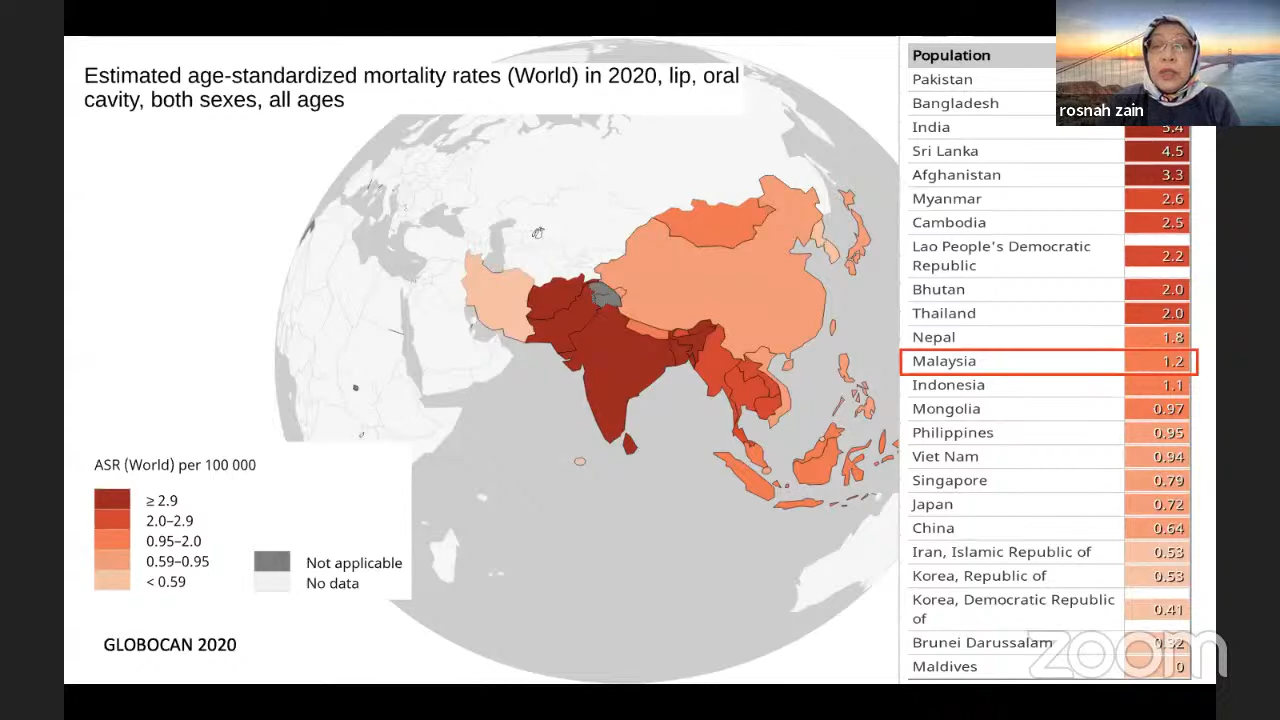 Estimated age-standardized mortality rates (World) in 2020, lip, oral
cavity, both sexes, all ages
ASR (World) per 100 000
≥ 2.9
2.0–2.9
0.95–2.0
0.59–0.95
< 0.59
Not applicable
No data
GLOBOCAN 2020
Population
Pakistan
Bangladesh
India 5.4
Sri Lanka 4.5
Afghanistan 3.3
Myanmar 2.6
Cambodia 2.5
Lao People's Democratic
Republic 2.2
Bhutan 2.0
Thailand 2.0
Nepal 1.8
Malaysia 1.2
Indonesia 1.1
Mongolia 0.97
Philippines 0.95
Viet Nam 0.94
Singapore 0.79
Japan 0.72
China 0.64
Iran, Islamic Republic of 0.53
Korea, Republic of 0.53
Korea, Democratic Republic
of 0.41
Brunei Darussalam 0.32
Maldives 0
rosnah zain
zoom